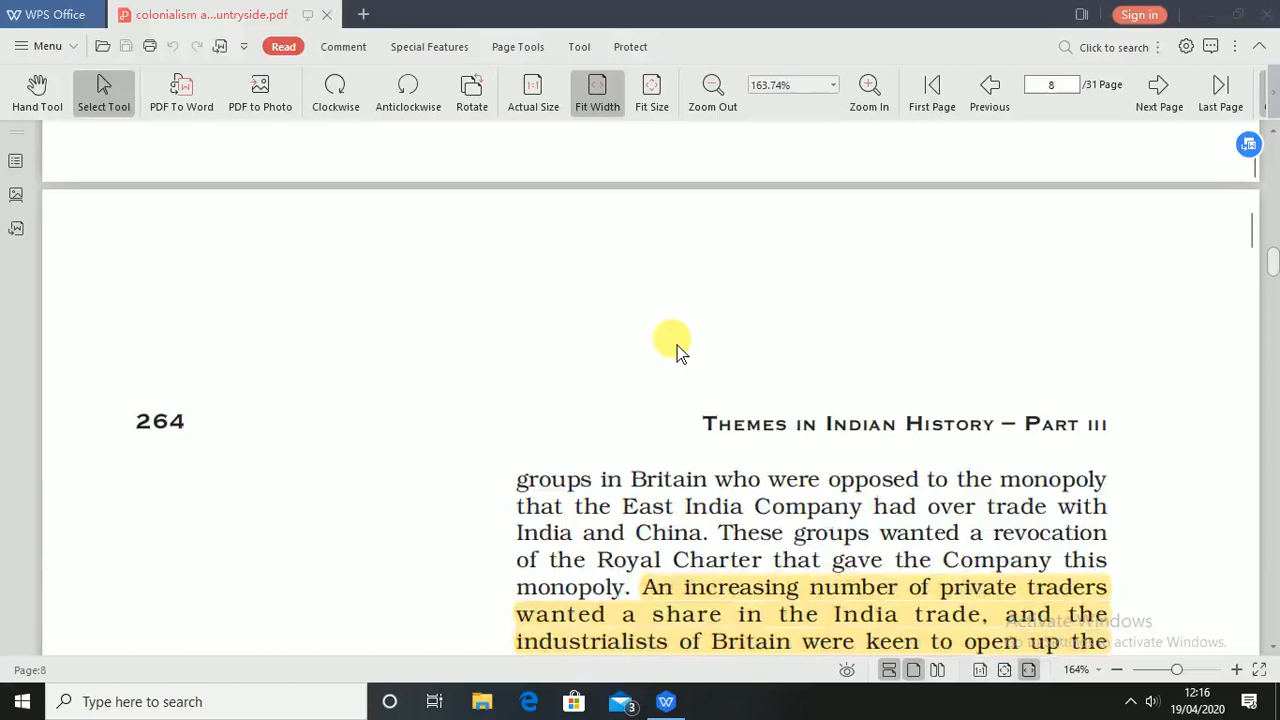 WPS Office
colonialism a...untryside.pdf
Sign in
Menu
Read
Comment
Special Features
Page Tools
Tool
Protect
Click to search
Hand Tool
Select Tool
PDF To Word
PDF to Photo
Clockwise
Anticlockwise
Rotate
Actual Size
Fit Width
Fit Size
Zoom Out
163.74%
Zoom In
First Page
Previous
8
/31 Page
Next Page
Last Page
264
THEMES IN INDIAN HISTORY – PART III
groups in Britain who were opposed to the monopoly
that the East India Company had over trade with
India and China. These groups wanted a revocation
of the Royal Charter that gave the Company this
monopoly. An increasing number of private traders
wanted a share in the India trade, and the
industrialists of Britain were keen to open up the
Activate Windows
Go to Settings to activate Windows.
Page:8
164%
Type here to search
3
12:16
19/04/2020